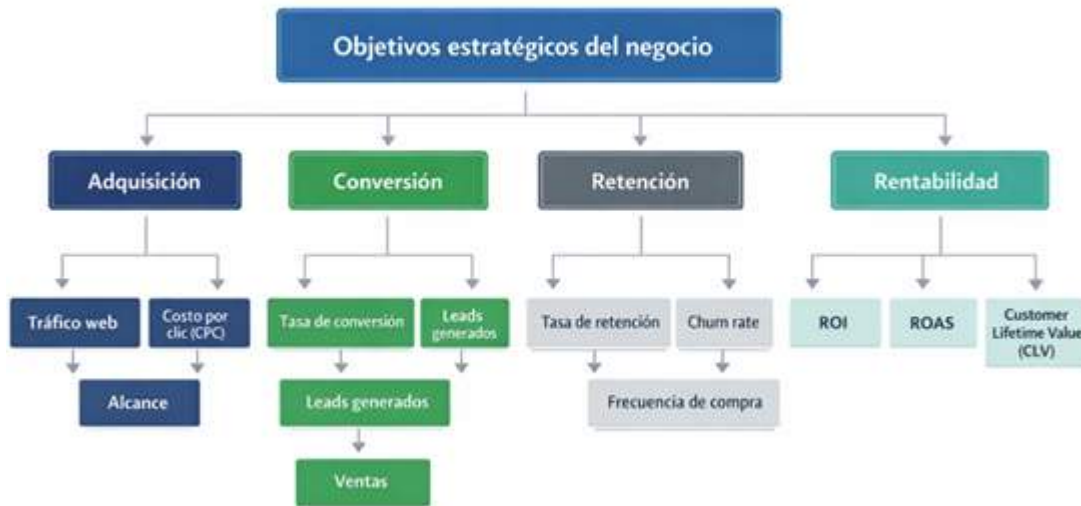 Objetivos estratégicos del negocio
Adquisición
Conversión
Retención
Rentabilidad
Tráfico web
Costo por
clic (CPC)
Tasa de conversión
Leads
generados
Tasa de retención
Chum rate
ROI
ROAS
Customer
Lifetime Value
(CLV)
Alcance
Leads generados
Frecuencia de compra
Ventas